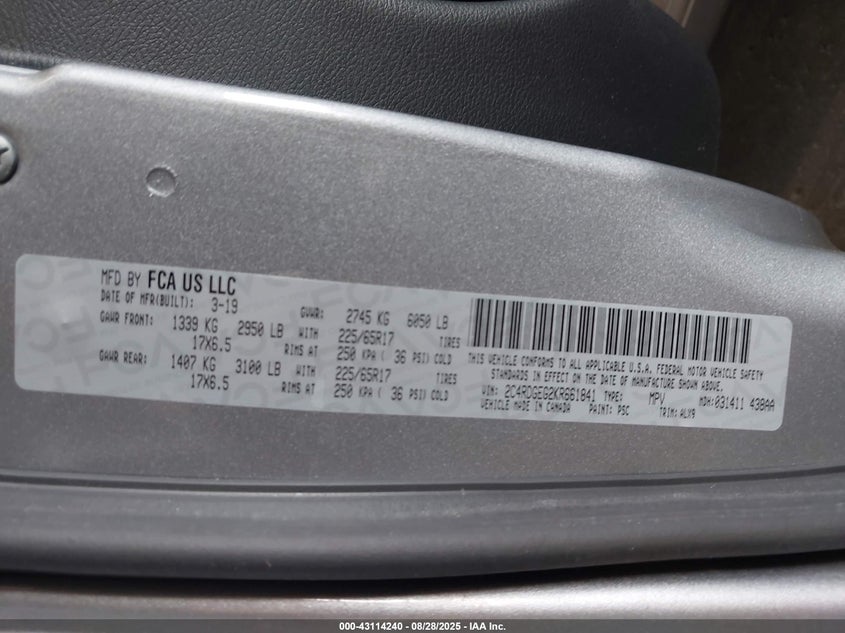 MFD BY FCA US LLC
DATE OF MFR(BUILT): 3-19 GVWR: 2745 KG 6050 LB
GAWR FRONT: 1339 KG 2950 LB WITH 225/65R17 TIRES
17X6.5 RIMS AT 250 KPA ( 36 PSI) COLD
GAWR REAR: 1407 KG 3100 LB WITH 225/65R17 TIRES
17X6.5 RIMS AT 250 KPA ( 36 PSI) COLD
THIS VEHICLE CONFORMS TO ALL APPLICABLE U.S.A. FEDERAL MOTOR VEHICLE SAFETY
STANDARDS IN EFFECT ON THE DATE OF MANUFACTURE SHOWN ABOVE.
VIN: 2C4RDGEG2KR661841 TYPE: MPV MDH: 031411 438AA
VEHICLE MADE IN CANADA PAINT: PSC TRIM: ALX9
000-43114240 - 08/28/2025 - IAA Inc.